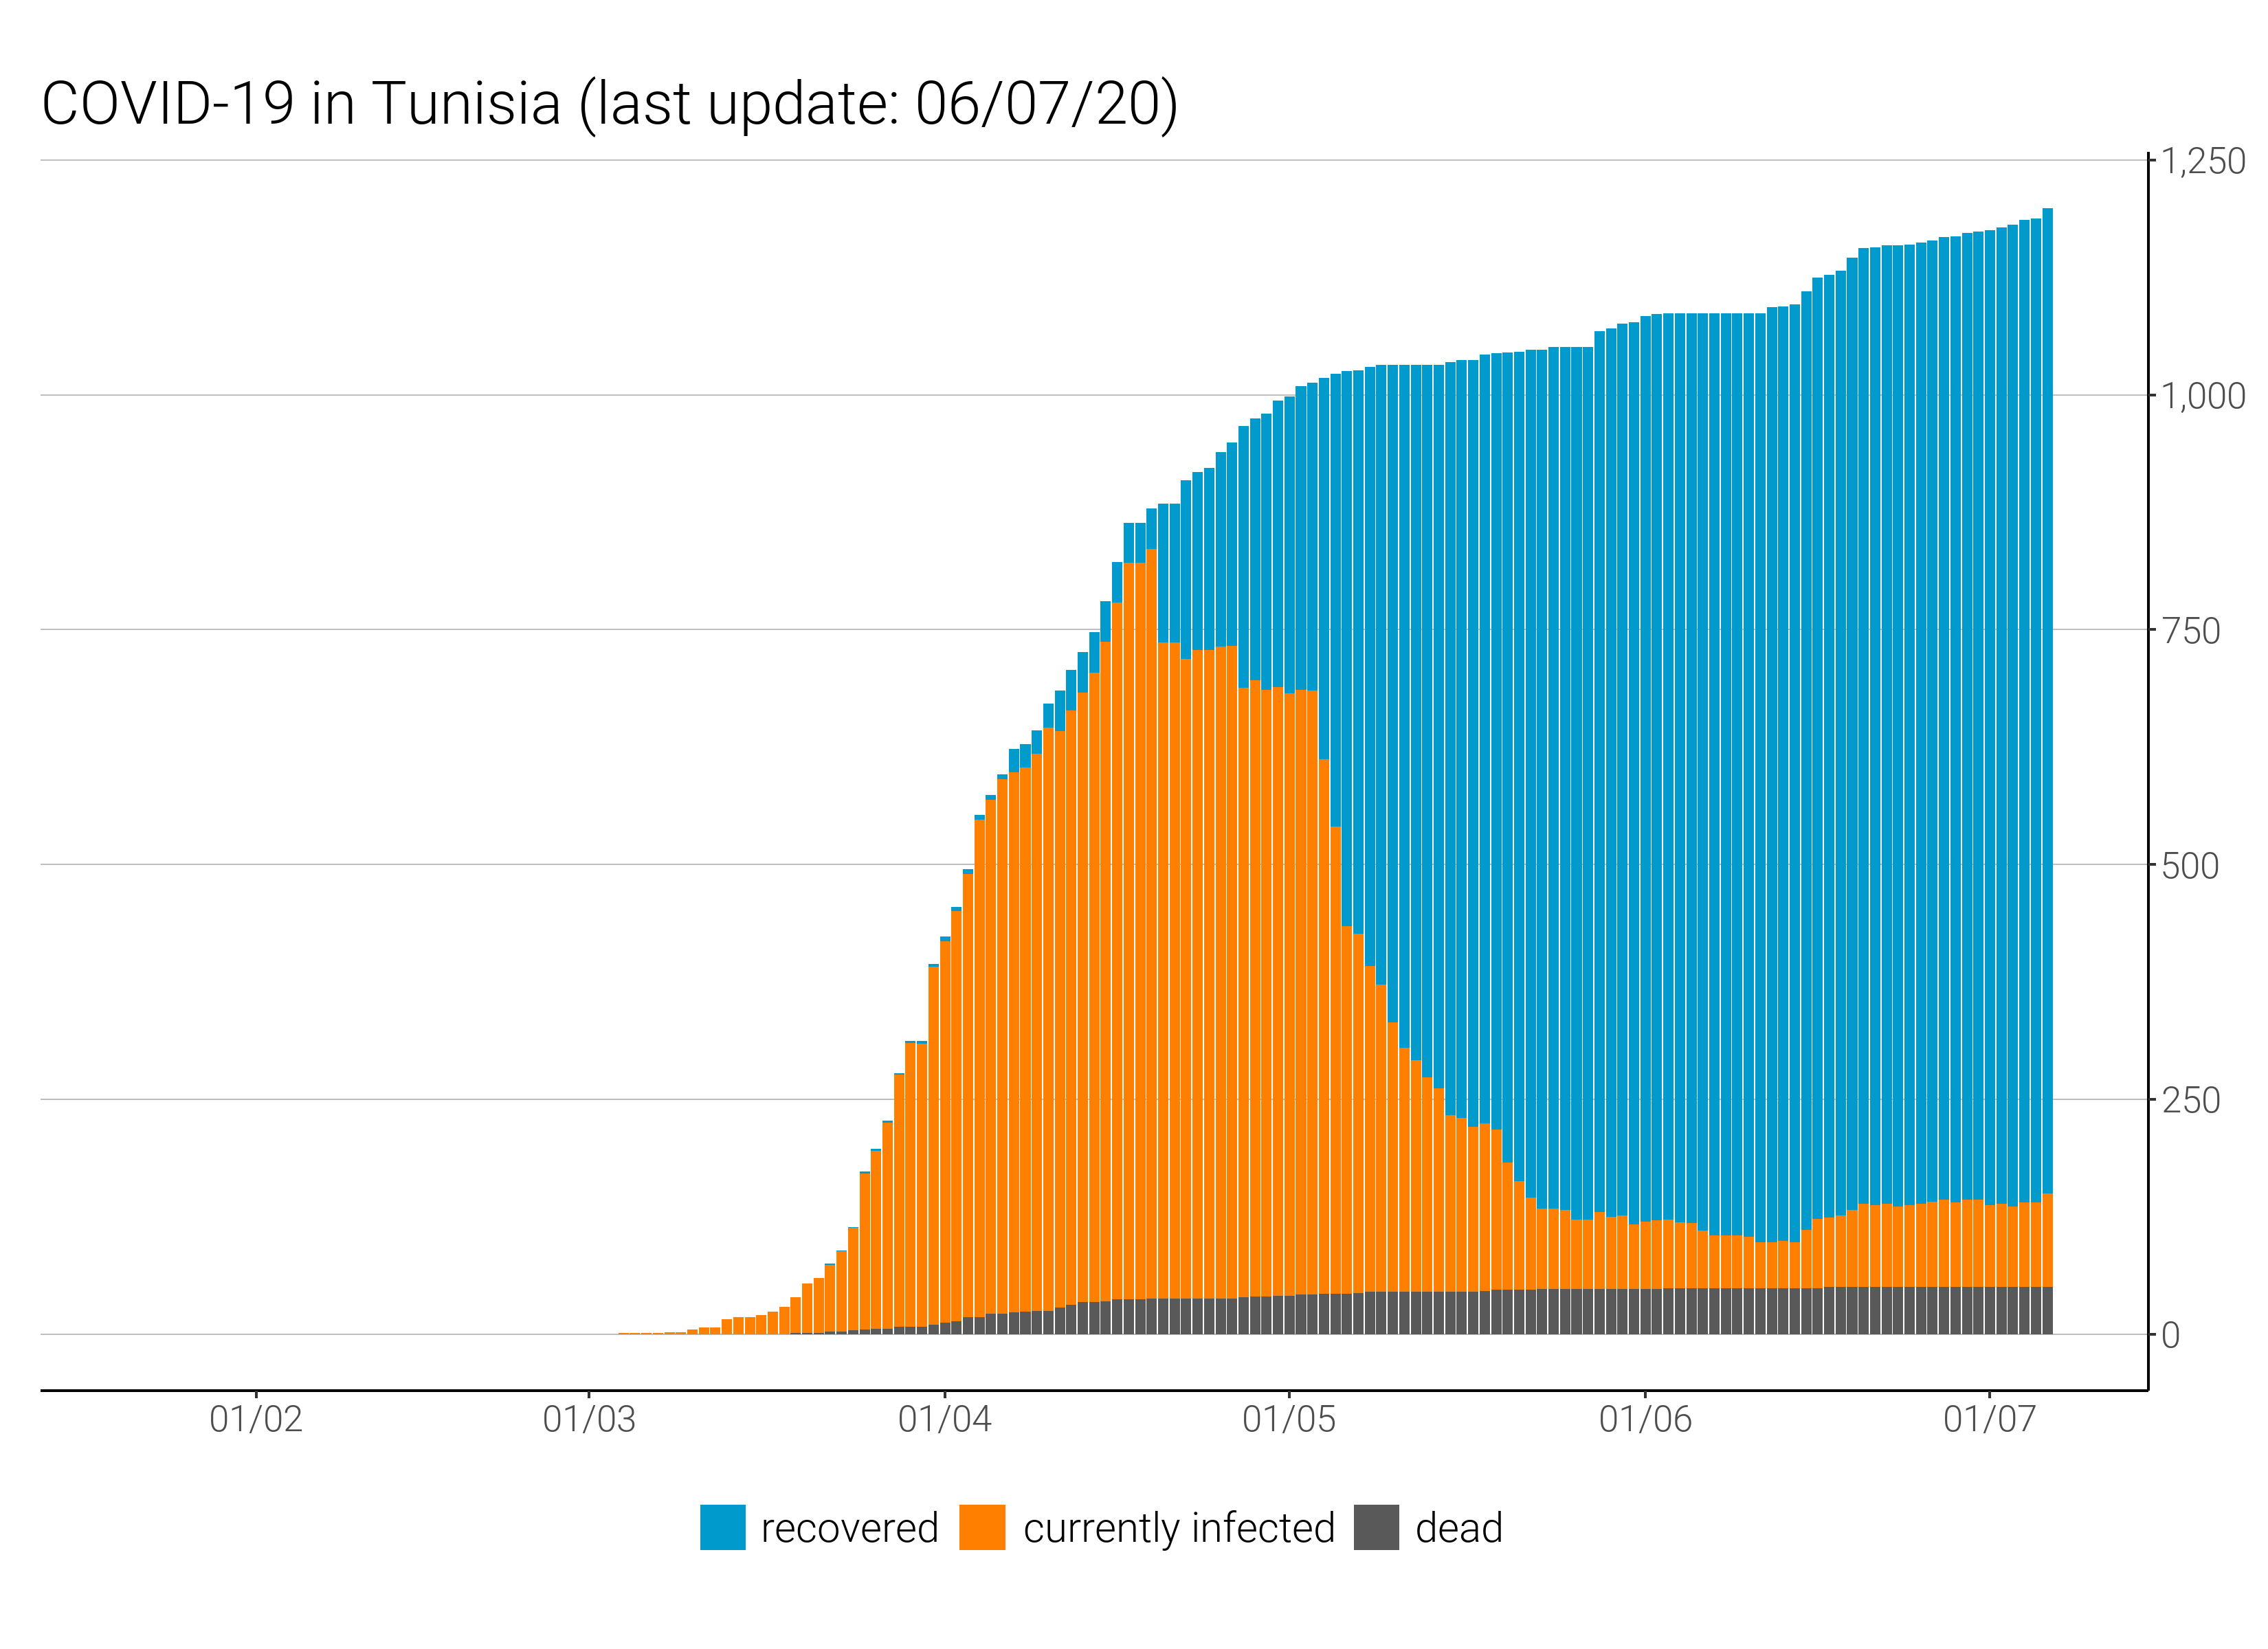 COVID-19 in Tunisia (last update: 06/07/20)
1,250
1,000
750
500
250
0
01/02 01/03 01/04 01/05 01/06 01/07
recovered currently infected dead